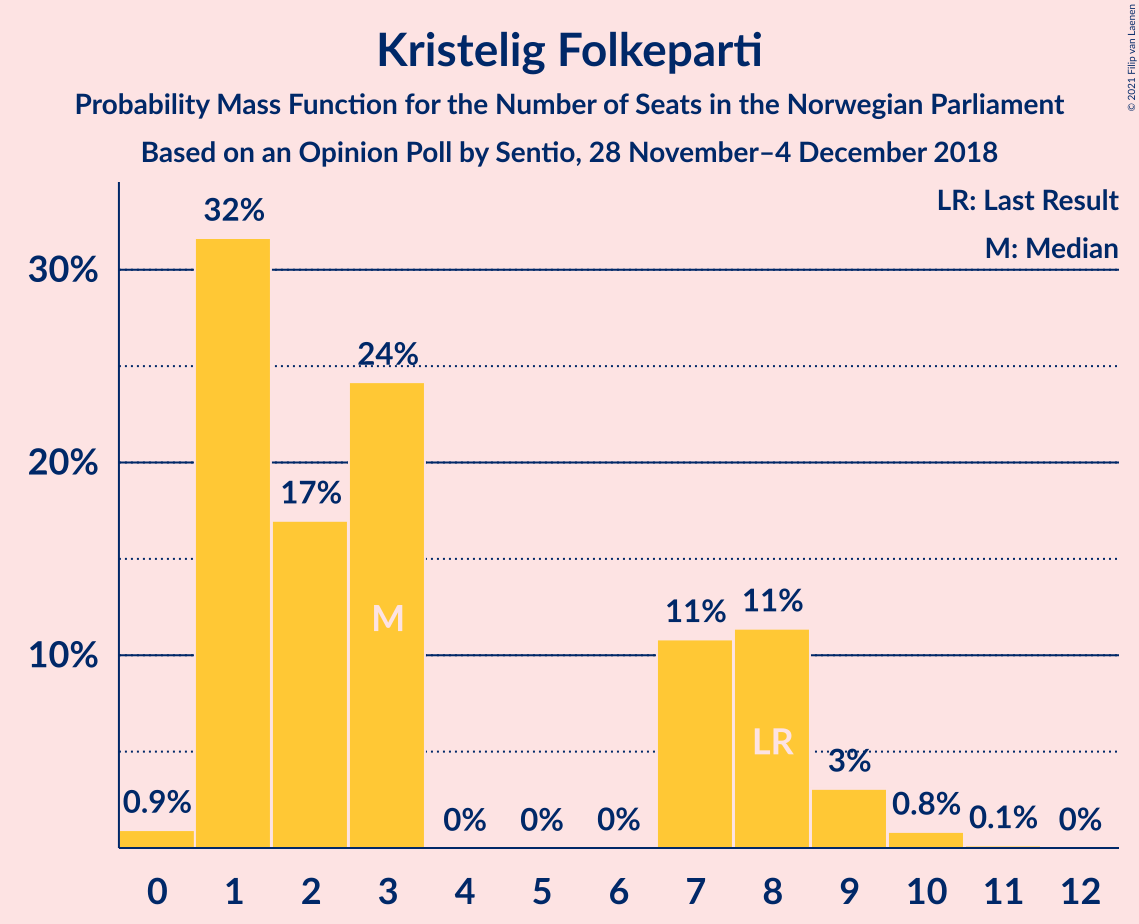 Kristelig Folkeparti
Probability Mass Function for the Number of Seats in the Norwegian Parliament
Based on an Opinion Poll by Sentio, 28 November–4 December 2018
© 2021 Filip van Laenen
LR: Last Result
M: Median
30%
20%
10%
0.9%
32%
17%
24%
0%
0%
0%
11%
11%
3%
0.8%
0.1%
0%
M
LR
0 1 2 3 4 5 6 7 8 9 10 11 12